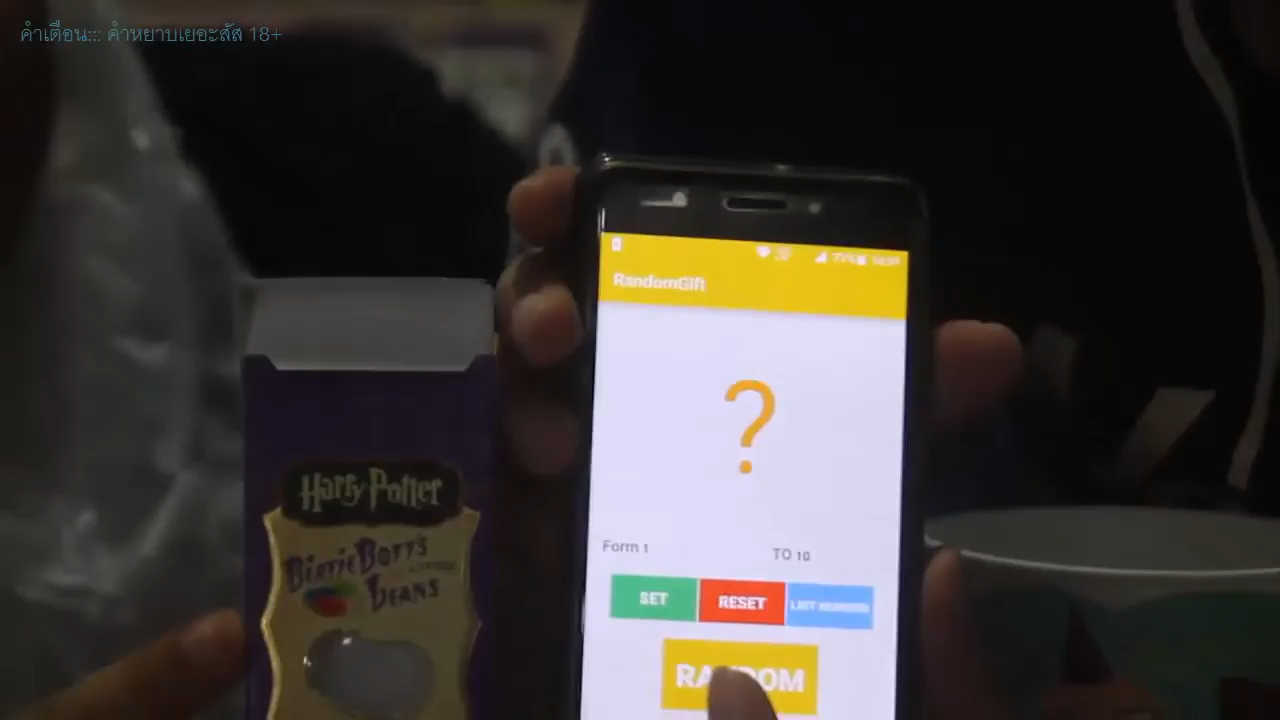 คำเตือน::: คำหยาบเยอะสัส 18+
RandomGift
?
Form 1
TO 10
SET
RESET
RANDOM
Harry Potter
Bertie Bott's
Beans